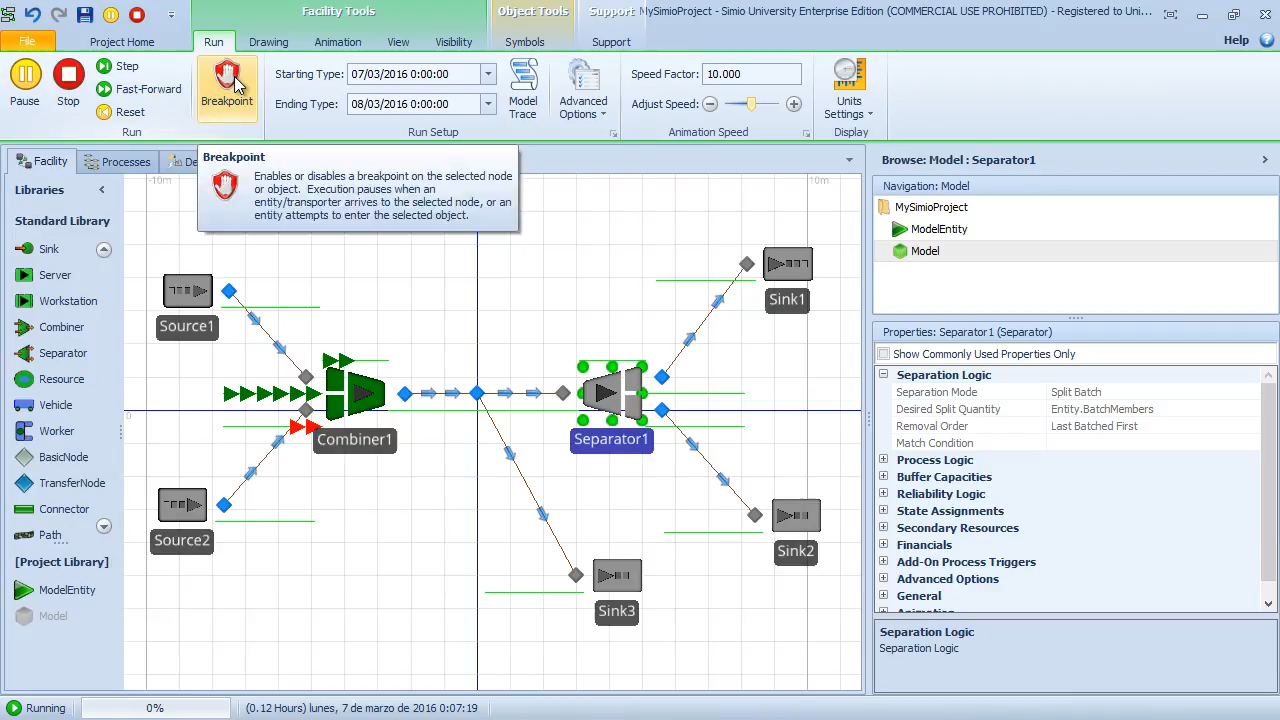 Facility Tools
Object Tools
Support
MySimioProject - Simio University Enterprise Edition (COMMERCIAL USE PROHIBITED) - Registered to Uni...
File
Project Home
Run
Drawing
Animation
View
Visibility
Symbols
Support
Help
Pause
Stop
Step
Fast-Forward
Reset
Run
Breakpoint
Starting Type:
07/03/2016 0:00:00
Ending Type:
08/03/2016 0:00:00
Model
Trace
Advanced
Options
Run Setup
Speed Factor:
10.000
Adjust Speed:
Animation Speed
Units
Settings
Display
Facility
Processes
Breakpoint
Enables or disables a breakpoint on the selected node
or object. Execution pauses when an
entity/transporter arrives to the selected node, or an
entity attempts to enter the selected object.
Libraries
Standard Library
Sink
Server
Workstation
Combiner
Separator
Resource
Vehicle
Worker
BasicNode
TransferNode
Connector
Path
[Project Library]
ModelEntity
Model
-10m
10m
0
Source1
Source2
Combiner1
Separator1
Sink1
Sink2
Sink3
Browse: Model : Separator1
Navigation: Model
MySimioProject
ModelEntity
Model
Properties: Separator1 (Separator)
Show Commonly Used Properties Only
Separation Logic
Separation Mode Split Batch
Desired Split Quantity Entity.BatchMembers
Removal Order Last Batched First
Match Condition
Process Logic
Buffer Capacities
Reliability Logic
State Assignments
Secondary Resources
Financials
Add-On Process Triggers
Advanced Options
General
Separation Logic
Separation Logic
Running
0%
(0.12 Hours) lunes, 7 de marzo de 2016 0:07:19